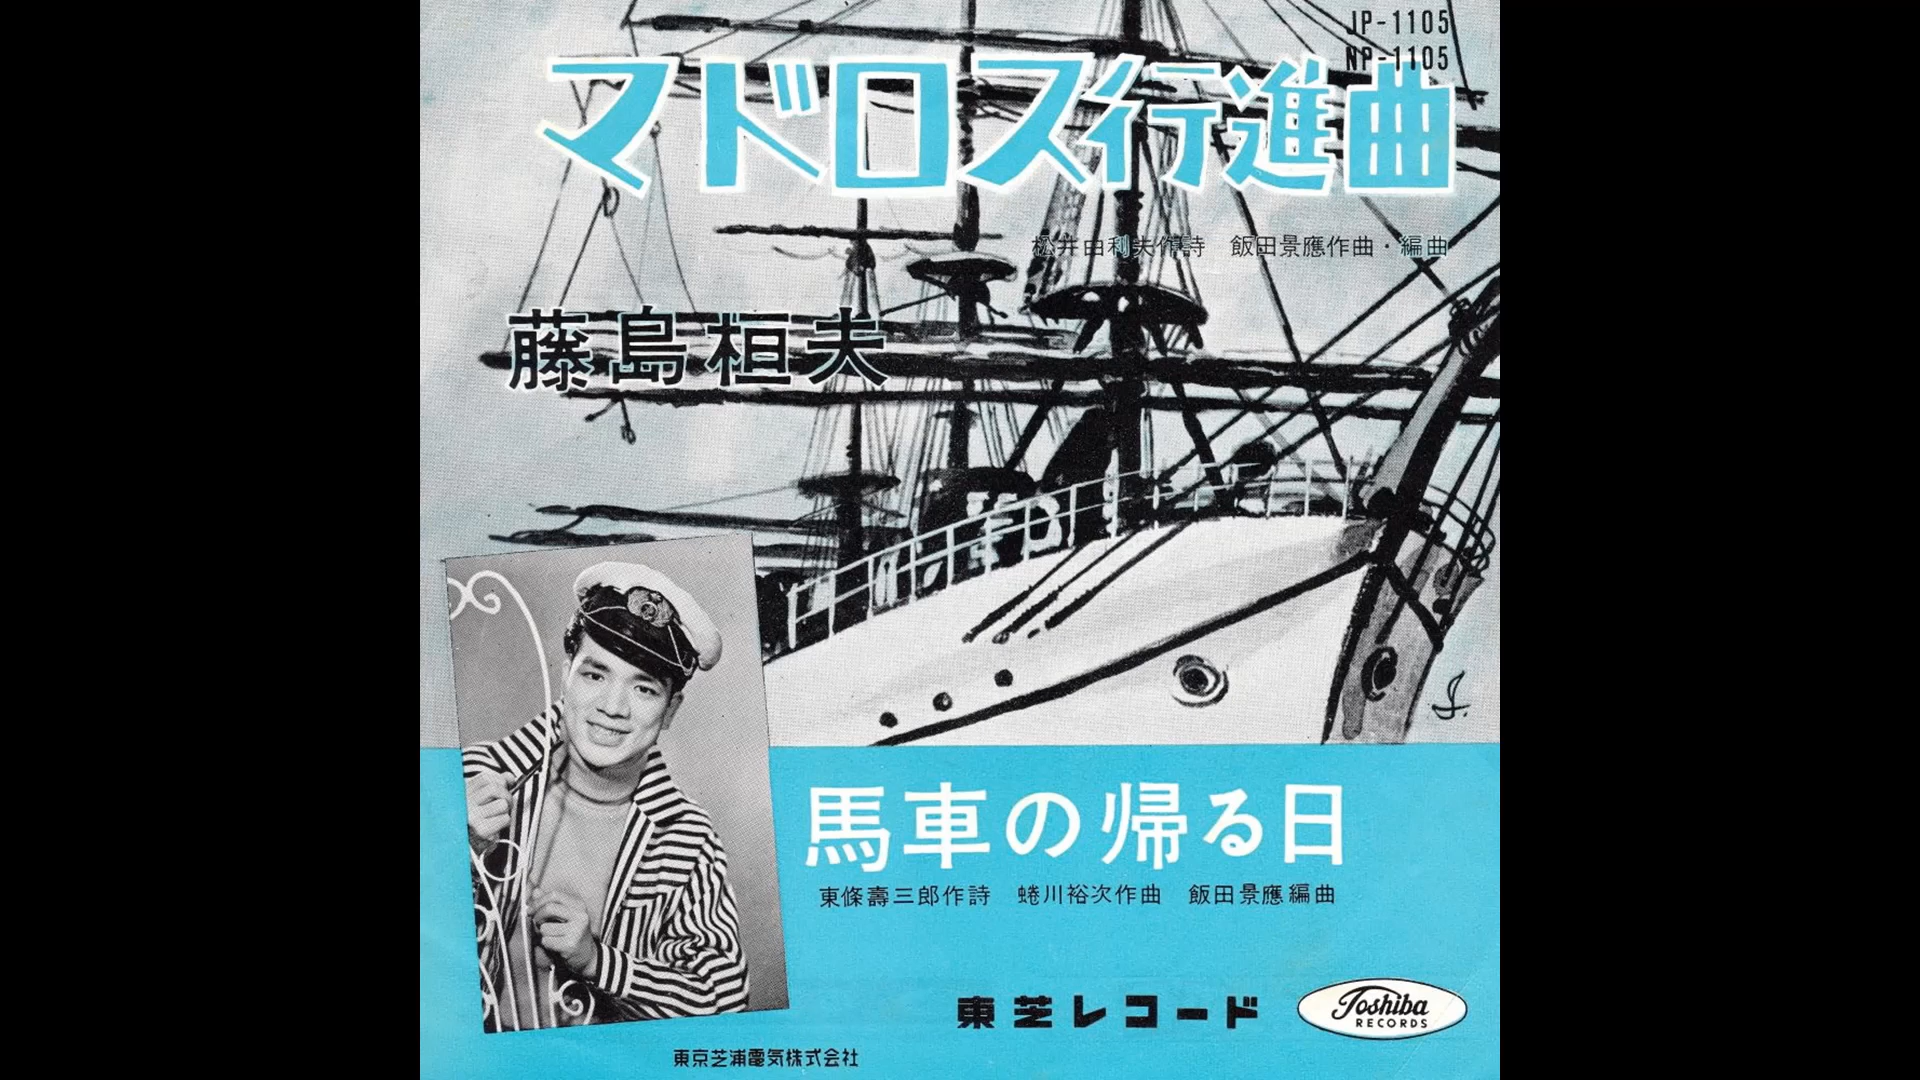 JP-1105
NP-1105
マドロス行進曲
松井由利夫作詩 飯田景應作曲・編曲
藤島桓夫
馬車の帰る日
東條壽三郎作詩 蜷川裕次作曲 飯田景應編曲
東芝レコード
Toshiba
RECORDS
東京芝浦電気株式会社